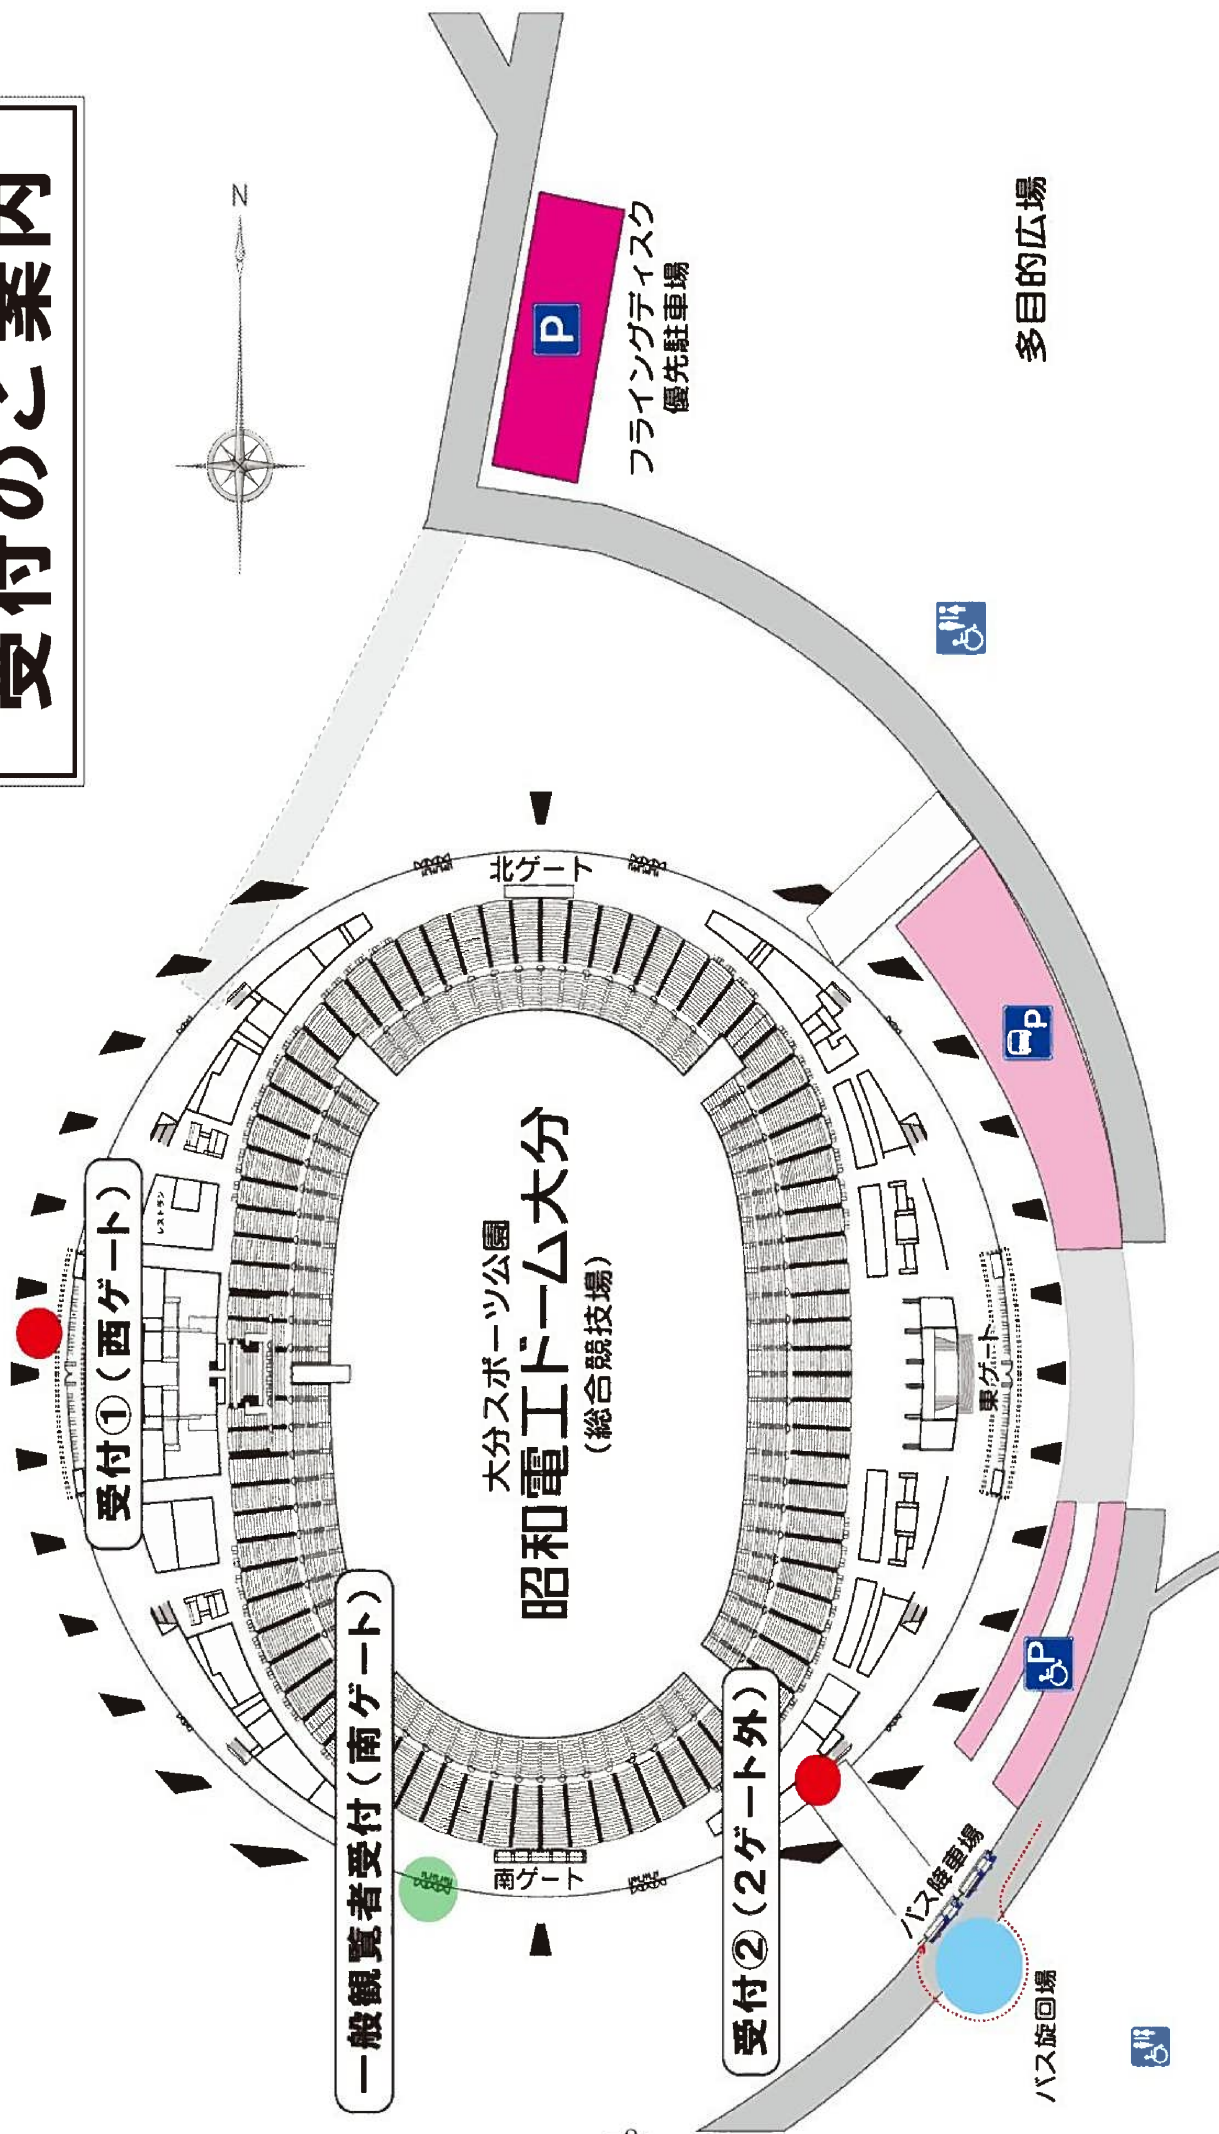 受付のご案内
N
フライングディスク
優先駐車場
多目的広場
P
北ゲート
P
レストラン
受付①（西ゲート）
大分スポーツ公園
昭和電工ドーム大分
（総合競技場）
東ゲート
P
一般観覧者受付（南ゲート）
南ゲート
受付②（2ゲート外）
バス降車場
バス旋回場